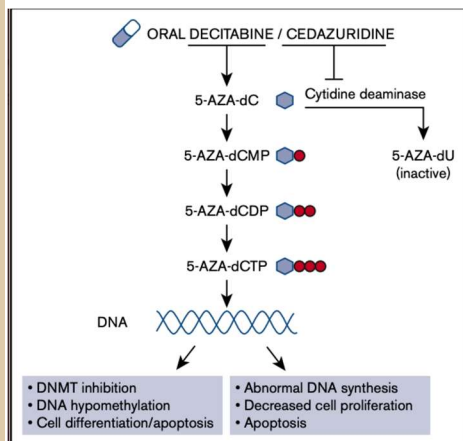 ORAL DECITABINE / CEDAZURIDINE
5-AZA-dC
Cytidine deaminase
5-AZA-dCMP
5-AZA-dU
(inactive)
5-AZA-dCDP
5-AZA-dCTP
DNA
• DNMT inhibition
• DNA hypomethylation
• Cell differentiation/apoptosis
• Abnormal DNA synthesis
• Decreased cell proliferation
• Apoptosis